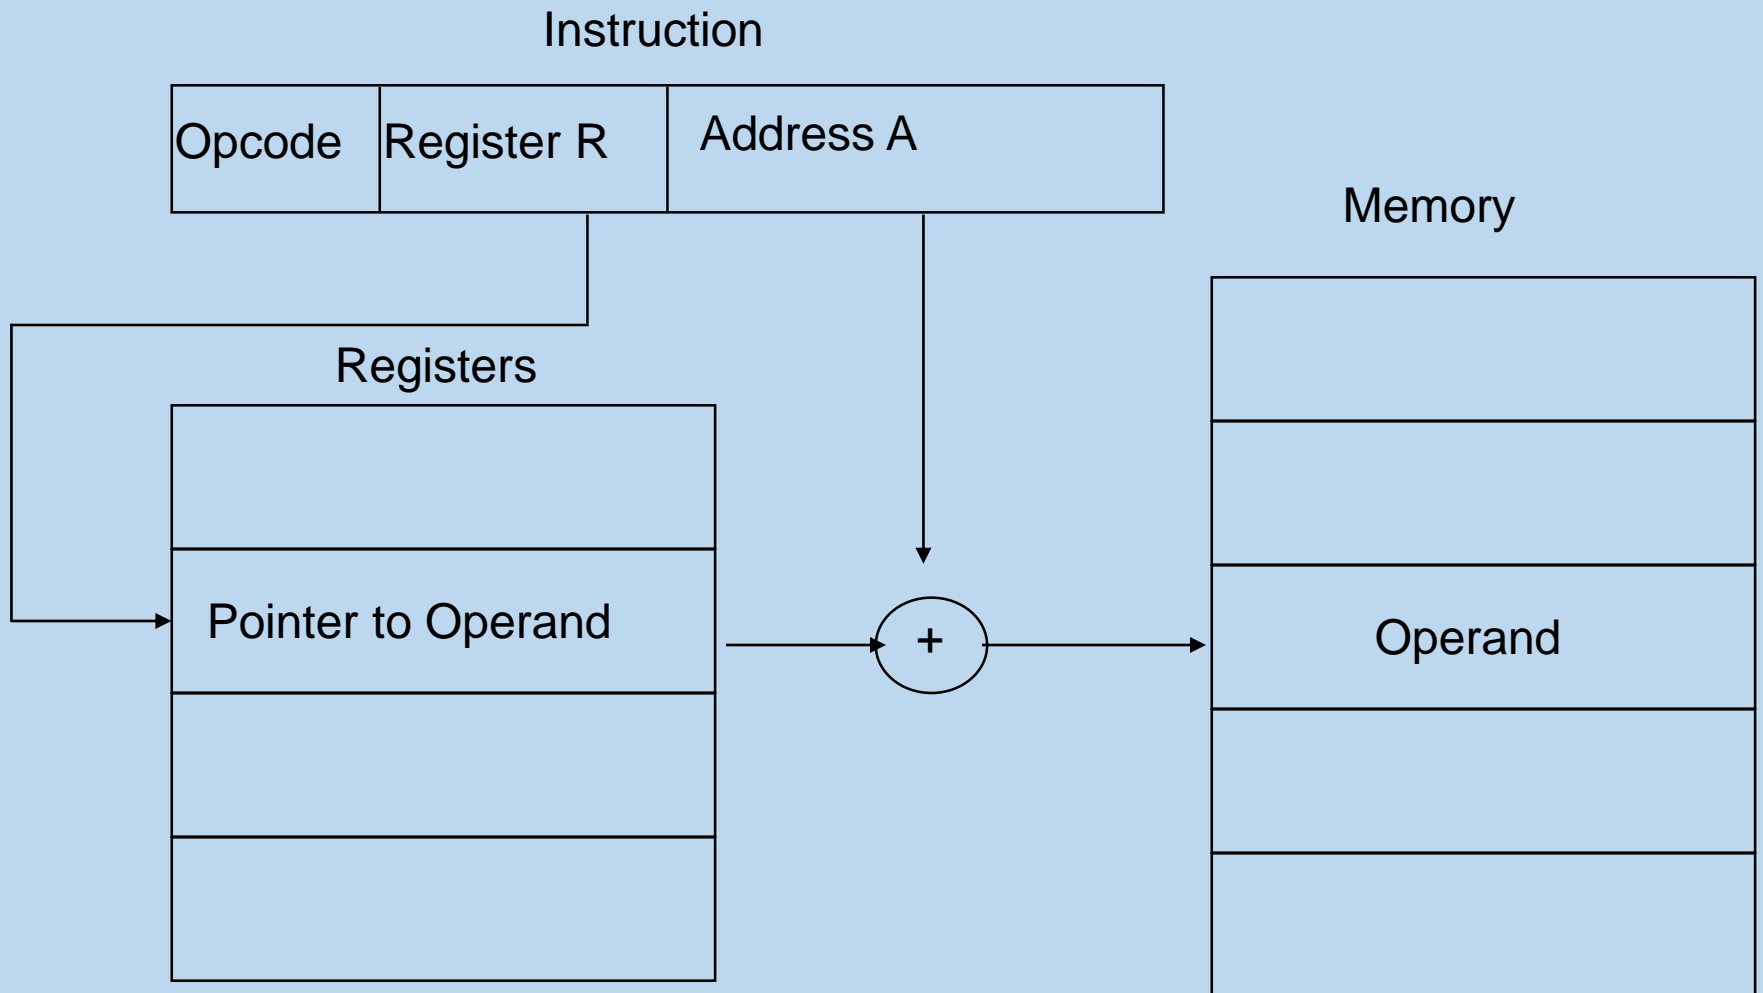 Instruction
Opcode
Register R
Address A
Memory
Registers
Pointer to Operand
+
Operand